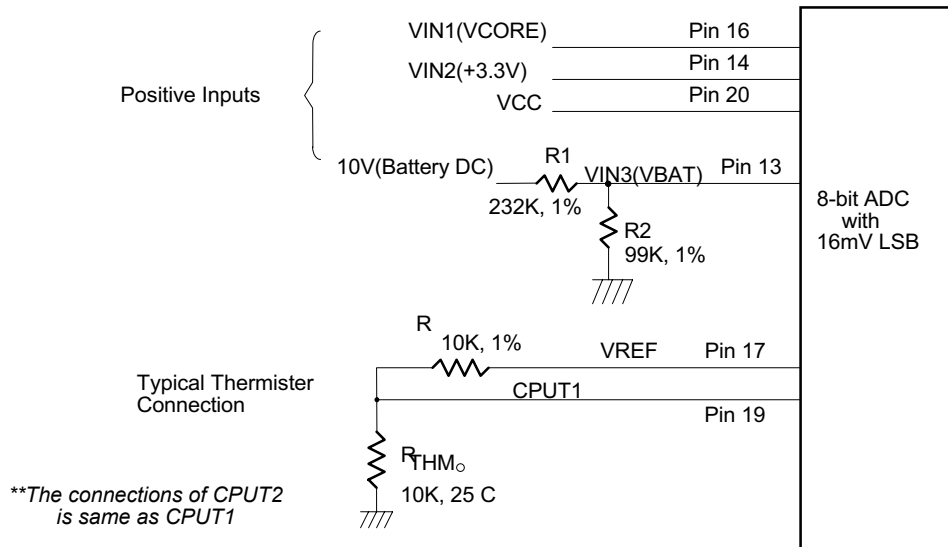 VIN1(VCORE)
Pin 16
VIN2(+3.3V)
Pin 14
Positive Inputs
VCC
Pin 20
10V(Battery DC)
R1
VIN3(VBAT)
Pin 13
232K, 1%
R2
99K, 1%
8-bit ADC
with
16mV LSB
R
10K, 1%
VREF
Pin 17
Typical Thermister
Connection
CPUT1
Pin 19
RTHM
10K, 25 C
**The connections of CPUT2
is same as CPUT1